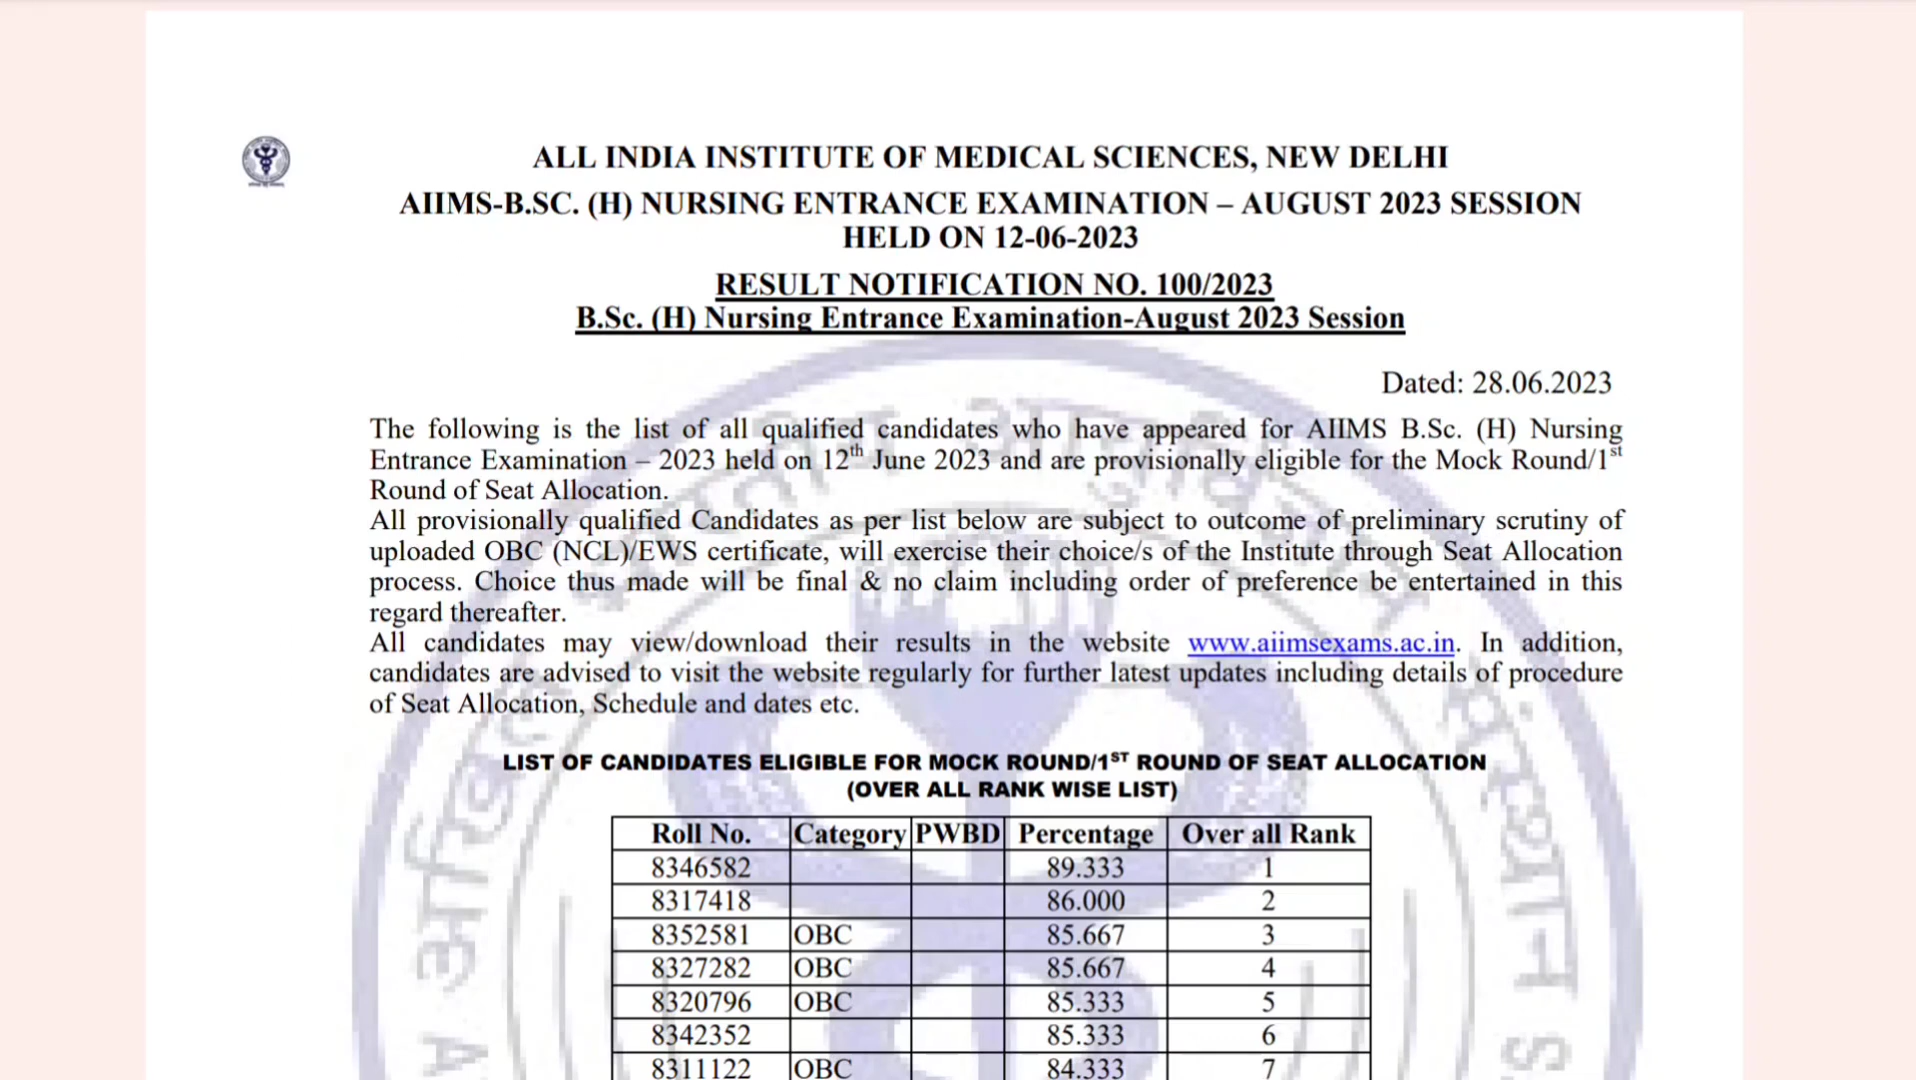 ALL INDIA INSTITUTE OF MEDICAL SCIENCES, NEW DELHI
AIIMS-B.SC. (H) NURSING ENTRANCE EXAMINATION – AUGUST 2023 SESSION
HELD ON 12-06-2023
RESULT NOTIFICATION NO. 100/2023
B.Sc. (H) Nursing Entrance Examination-August 2023 Session
Dated: 28.06.2023
The following is the list of all qualified candidates who have appeared for AIIMS B.Sc. (H) Nursing
Entrance Examination – 2023 held on 12th June 2023 and are provisionally eligible for the Mock Round/1st
Round of Seat Allocation.
All provisionally qualified Candidates as per list below are subject to outcome of preliminary scrutiny of
uploaded OBC (NCL)/EWS certificate, will exercise their choice/s of the Institute through Seat Allocation
process. Choice thus made will be final & no claim including order of preference be entertained in this
regard thereafter.
All candidates may view/download their results in the website www.aiimsexams.ac.in. In addition,
candidates are advised to visit the website regularly for further latest updates including details of procedure
of Seat Allocation, Schedule and dates etc.
LIST OF CANDIDATES ELIGIBLE FOR MOCK ROUND/1ST ROUND OF SEAT ALLOCATION
(OVER ALL RANK WISE LIST)
Roll No. Category PWBD Percentage Over all Rank
8346582 89.333 1
8317418 86.000 2
8352581 OBC 85.667 3
8327282 OBC 85.667 4
8320796 OBC 85.333 5
8342352 85.333 6
8311122 OBC 84.333 7